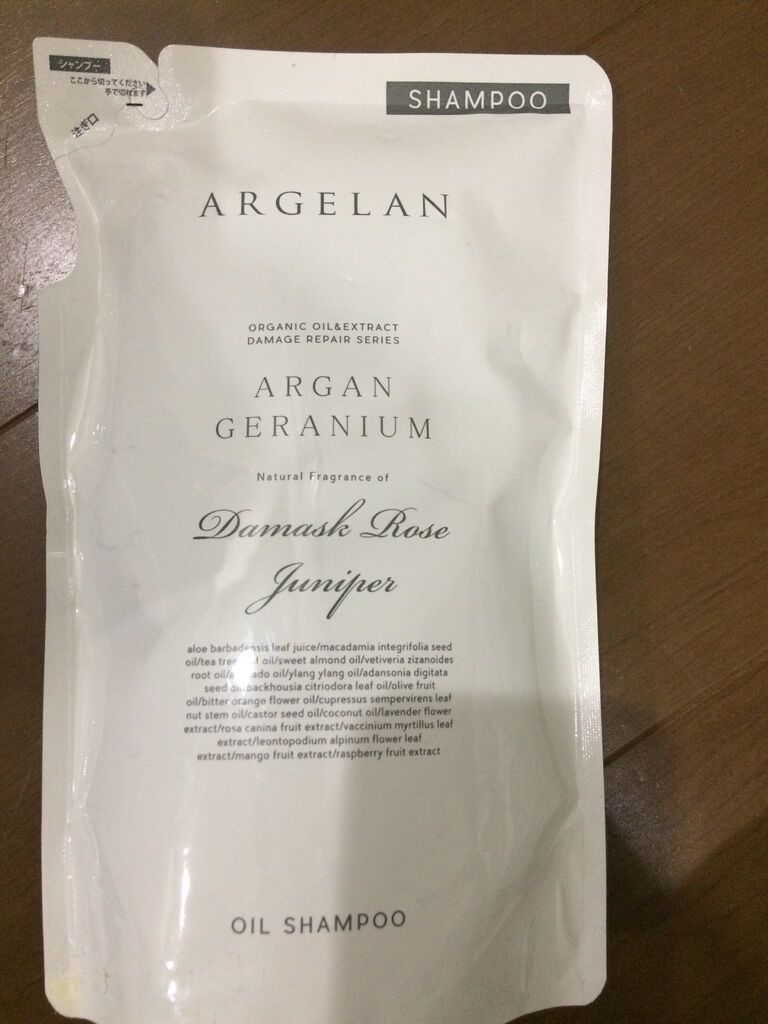 シャンプー
ここから切ってください
手で切れます
注ぎ口
SHAMPOO
ARGELAN
ORGANIC OIL&EXTRACT
DAMAGE REPAIR SERIES
ARGAN
GERANIUM
Natural Fragrance of
Damask Rose
Juniper
aloe barbadensis leaf juice/macadamia integrifolia seed
oil/tea tree oil/sweet almond oil/vetiveria zizanoides
root oil/avocado oil/ylang ylang oil/adansonia digitata
seed oil/backhousia citriodora leaf oil/olive fruit
oil/bitter orange flower oil/cupressus sempervirens leaf
nut stem oil/castor seed oil/coconut oil/lavender flower
extract/rosa canina fruit extract/vaccinium myrtillus leaf
extract/leontopodium alpinum flower leaf
extract/mango fruit extract/raspberry fruit extract
OIL SHAMPOO